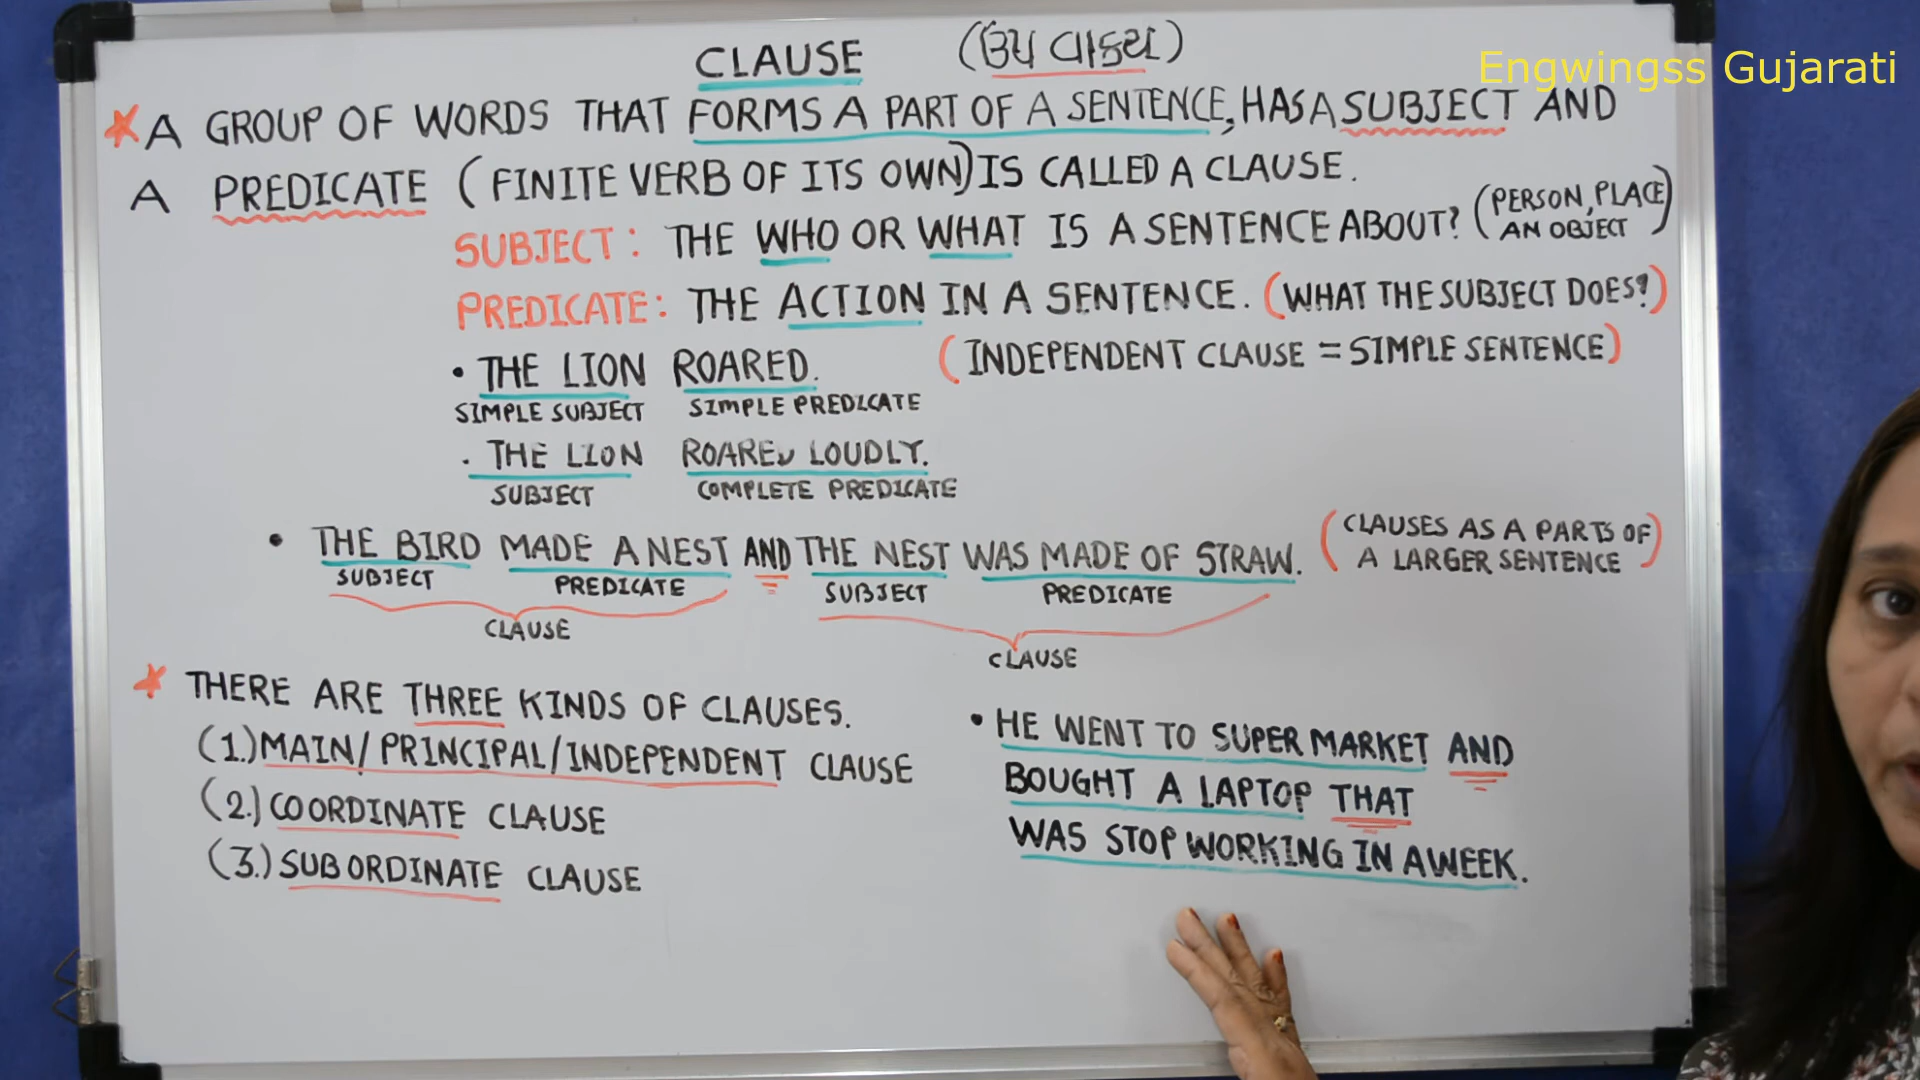 CLAUSE (ઉપ વાક્ય)
Engwingss Gujarati
A GROUP OF WORDS THAT FORMS A PART OF A SENTENCE, HAS A SUBJECT AND
A PREDICATE (FINITE VERB OF ITS OWN) IS CALLED A CLAUSE.
SUBJECT: THE WHO OR WHAT IS A SENTENCE ABOUT? (PERSON, PLACE
AN OBJECT)
PREDICATE: THE ACTION IN A SENTENCE. (WHAT THE SUBJECT DOES?)
• THE LION ROARED. (INDEPENDENT CLAUSE = SIMPLE SENTENCE)
SIMPLE SUBJECT SIMPLE PREDICATE
. THE LION ROARED LOUDLY.
SUBJECT COMPLETE PREDICATE
• THE BIRD MADE A NEST AND THE NEST WAS MADE OF STRAW. (CLAUSES AS A PARTS OF
A LARGER SENTENCE)
SUBJECT PREDICATE SUBJECT PREDICATE
CLAUSE CLAUSE
THERE ARE THREE KINDS OF CLAUSES.
(1.) MAIN/PRINCIPAL/INDEPENDENT CLAUSE
(2.) COORDINATE CLAUSE
(3.) SUBORDINATE CLAUSE
• HE WENT TO SUPER MARKET AND
BOUGHT A LAPTOP THAT
WAS STOP WORKING IN A WEEK.